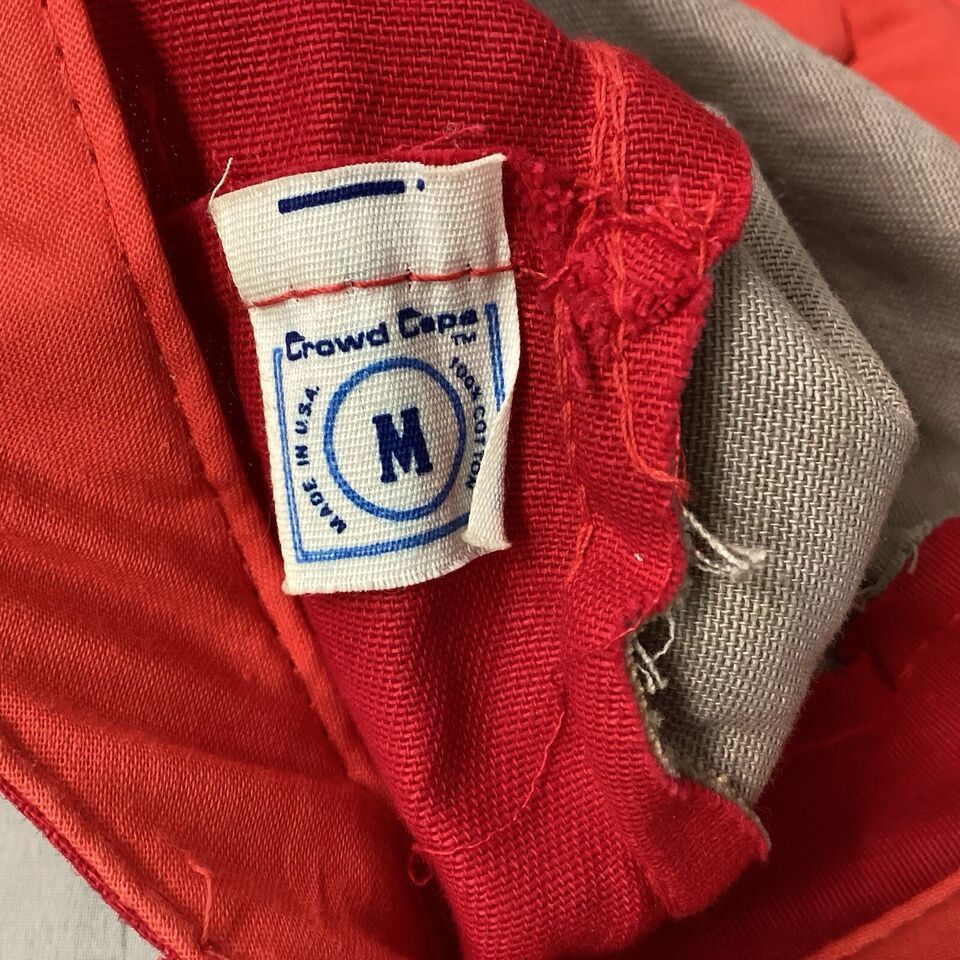 Crowd Caps
TM
MADE IN U.S.A.
M
100% COTTON